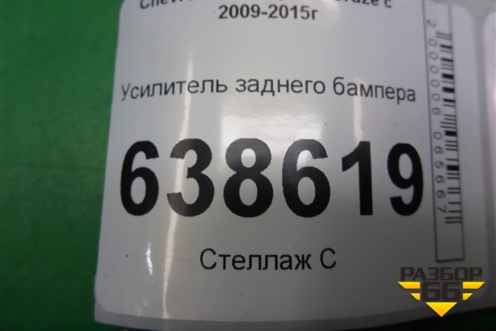 2009-2015г
Усилитель заднего бампера
638619
Стеллаж С
РАЗБОР
66